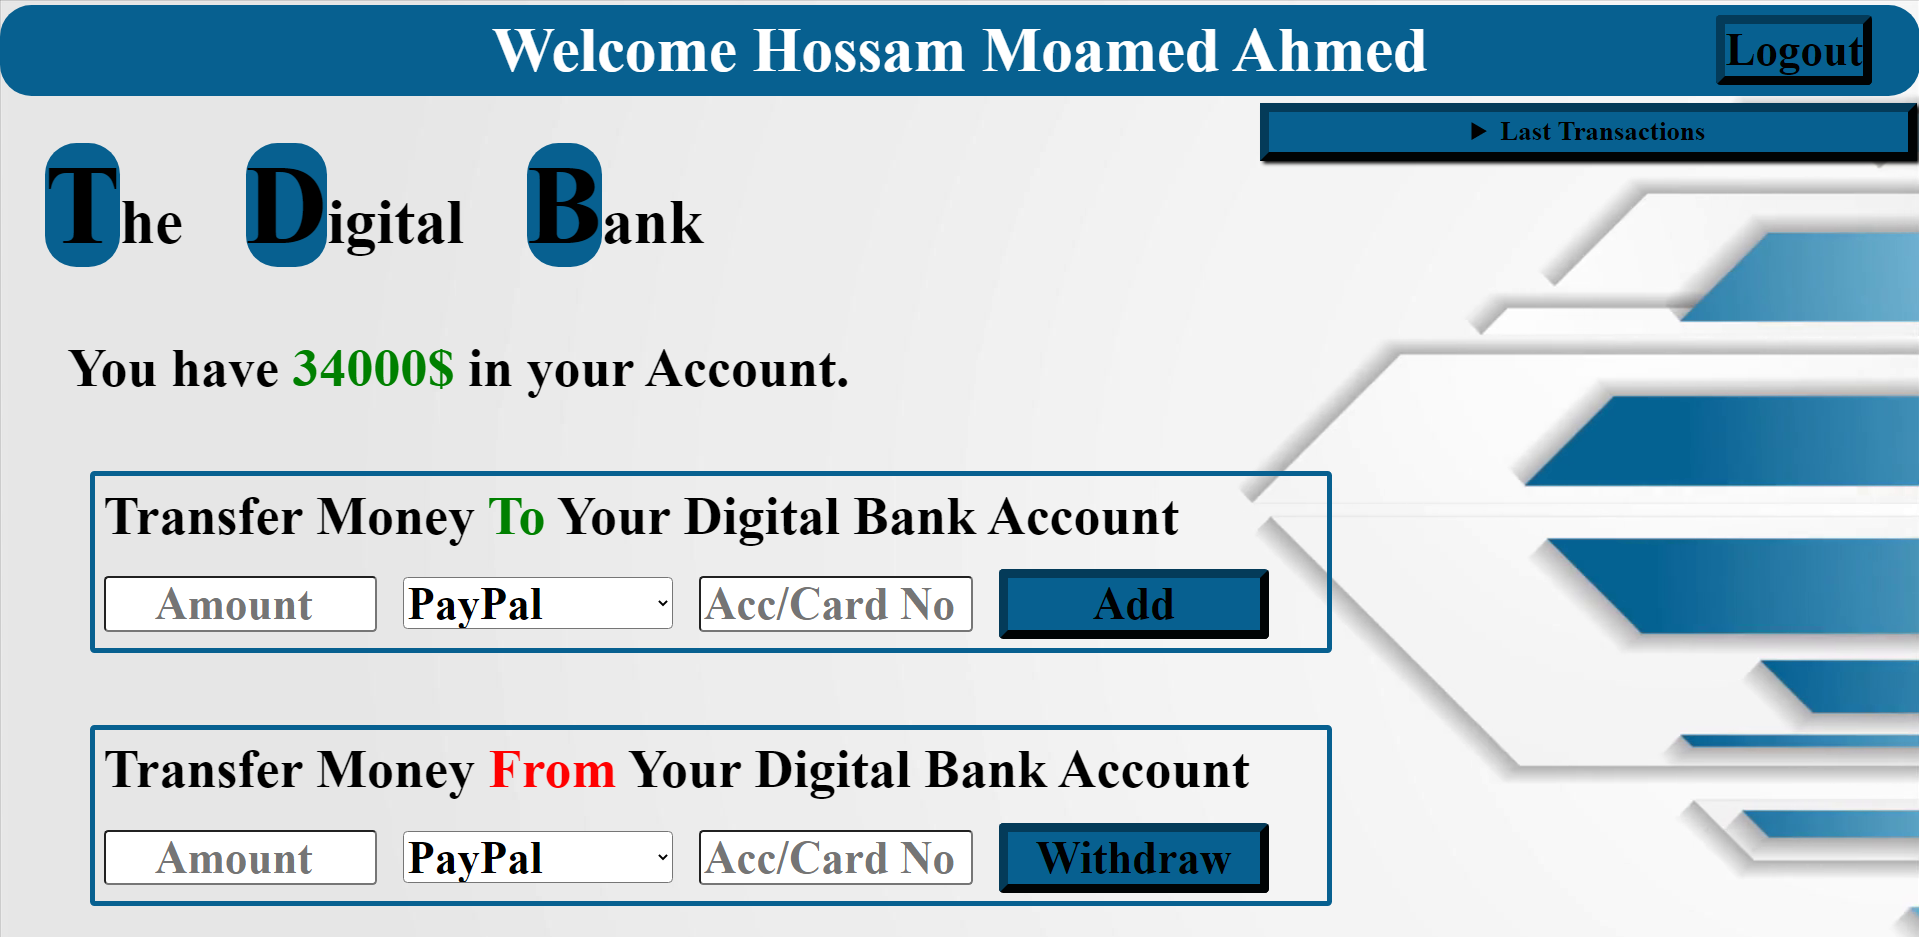 Welcome Hossam Moamed Ahmed
Logout
▶ Last Transactions
The Digital Bank
You have 34000$ in your Account.
Transfer Money To Your Digital Bank Account
Amount PayPal Acc/Card No Add
Transfer Money From Your Digital Bank Account
Amount PayPal Acc/Card No Withdraw